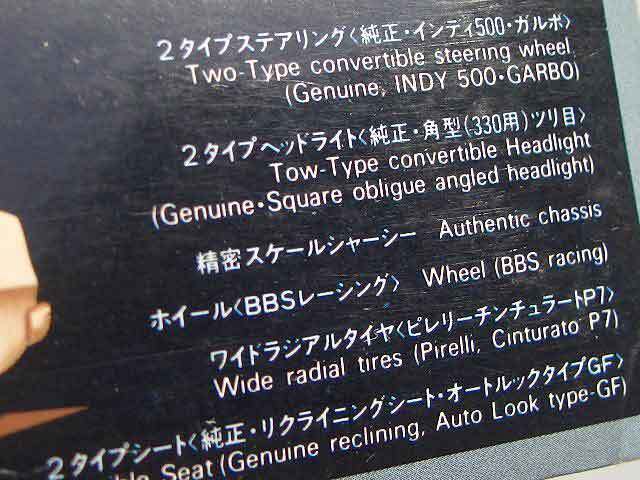 2タイプステアリング〈純正・インディ500・ガルボ〉
Two-Type convertible steering wheel
(Genuine, INDY 500・GARBO)
2タイプヘッドライト〈純正・角型(330用)ツリ目〉
Tow-Type convertible Headlight
(Genuine・Square obligue angled headlight)
精密スケールシャーシー Authentic chassis
ホイール〈BBSレーシング〉 Wheel (BBS racing)
ワイドラジアルタイヤ〈ピレリーチンチュラートP7〉
Wide radial tires (Pirelli, Cinturato P7)
2タイプシート〈純正・リクライニングシート・オートルックタイプGF〉
Seat (Genuine reclining, Auto Look type-GF)